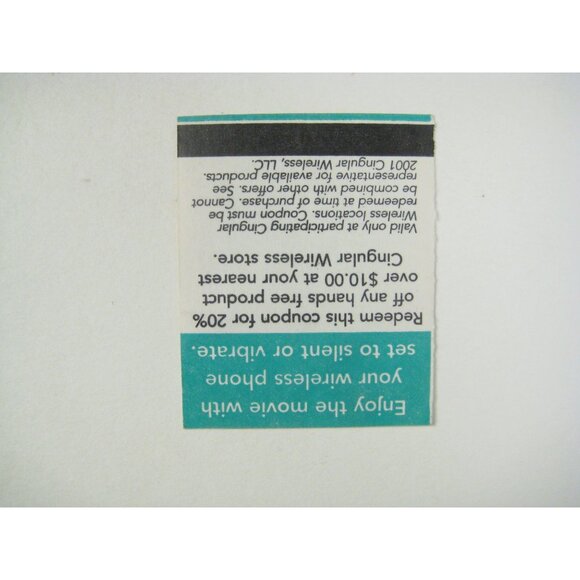 Enjoy the movie with
your wireless phone
set to silent or vibrate.
Redeem this coupon for 20%
off any hands free product
over $10.00 at your nearest
Cingular Wireless store.
Valid only at participating Cingular
Wireless locations. Coupon must be
redeemed at time of purchase. Cannot
be combined with other offers. See
representative for available products.
2001 Cingular Wireless, LLC.